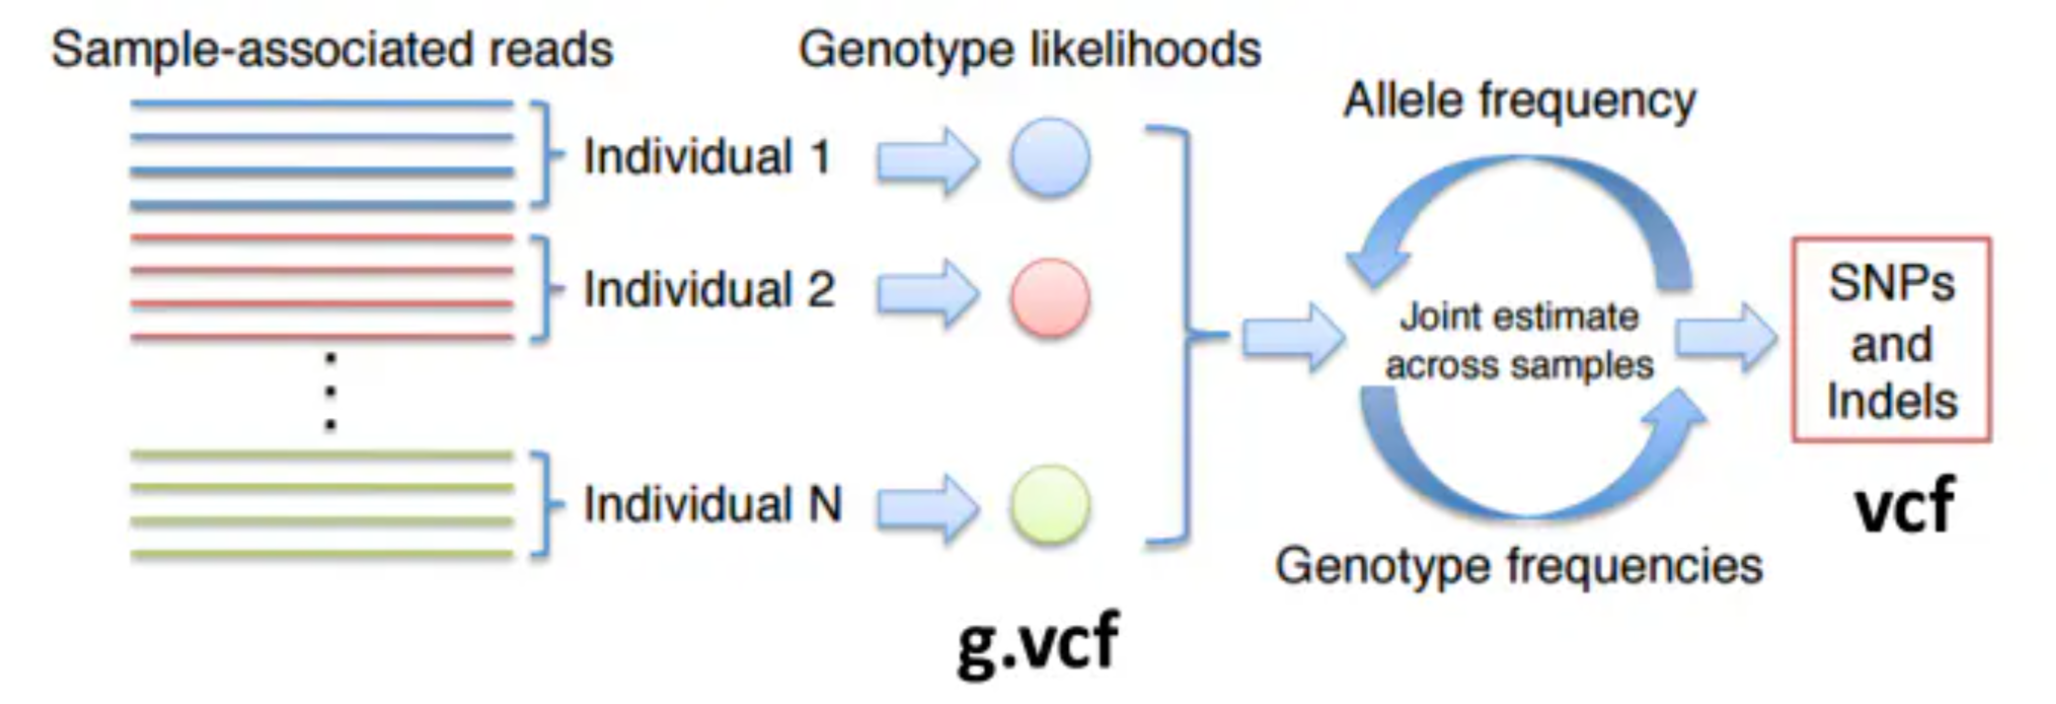 Sample-associated reads
Genotype likelihoods
Allele frequency
Individual 1
Individual 2
Individual N
Joint estimate
across samples
SNPs
and
Indels
vcf
Genotype frequencies
g.vcf